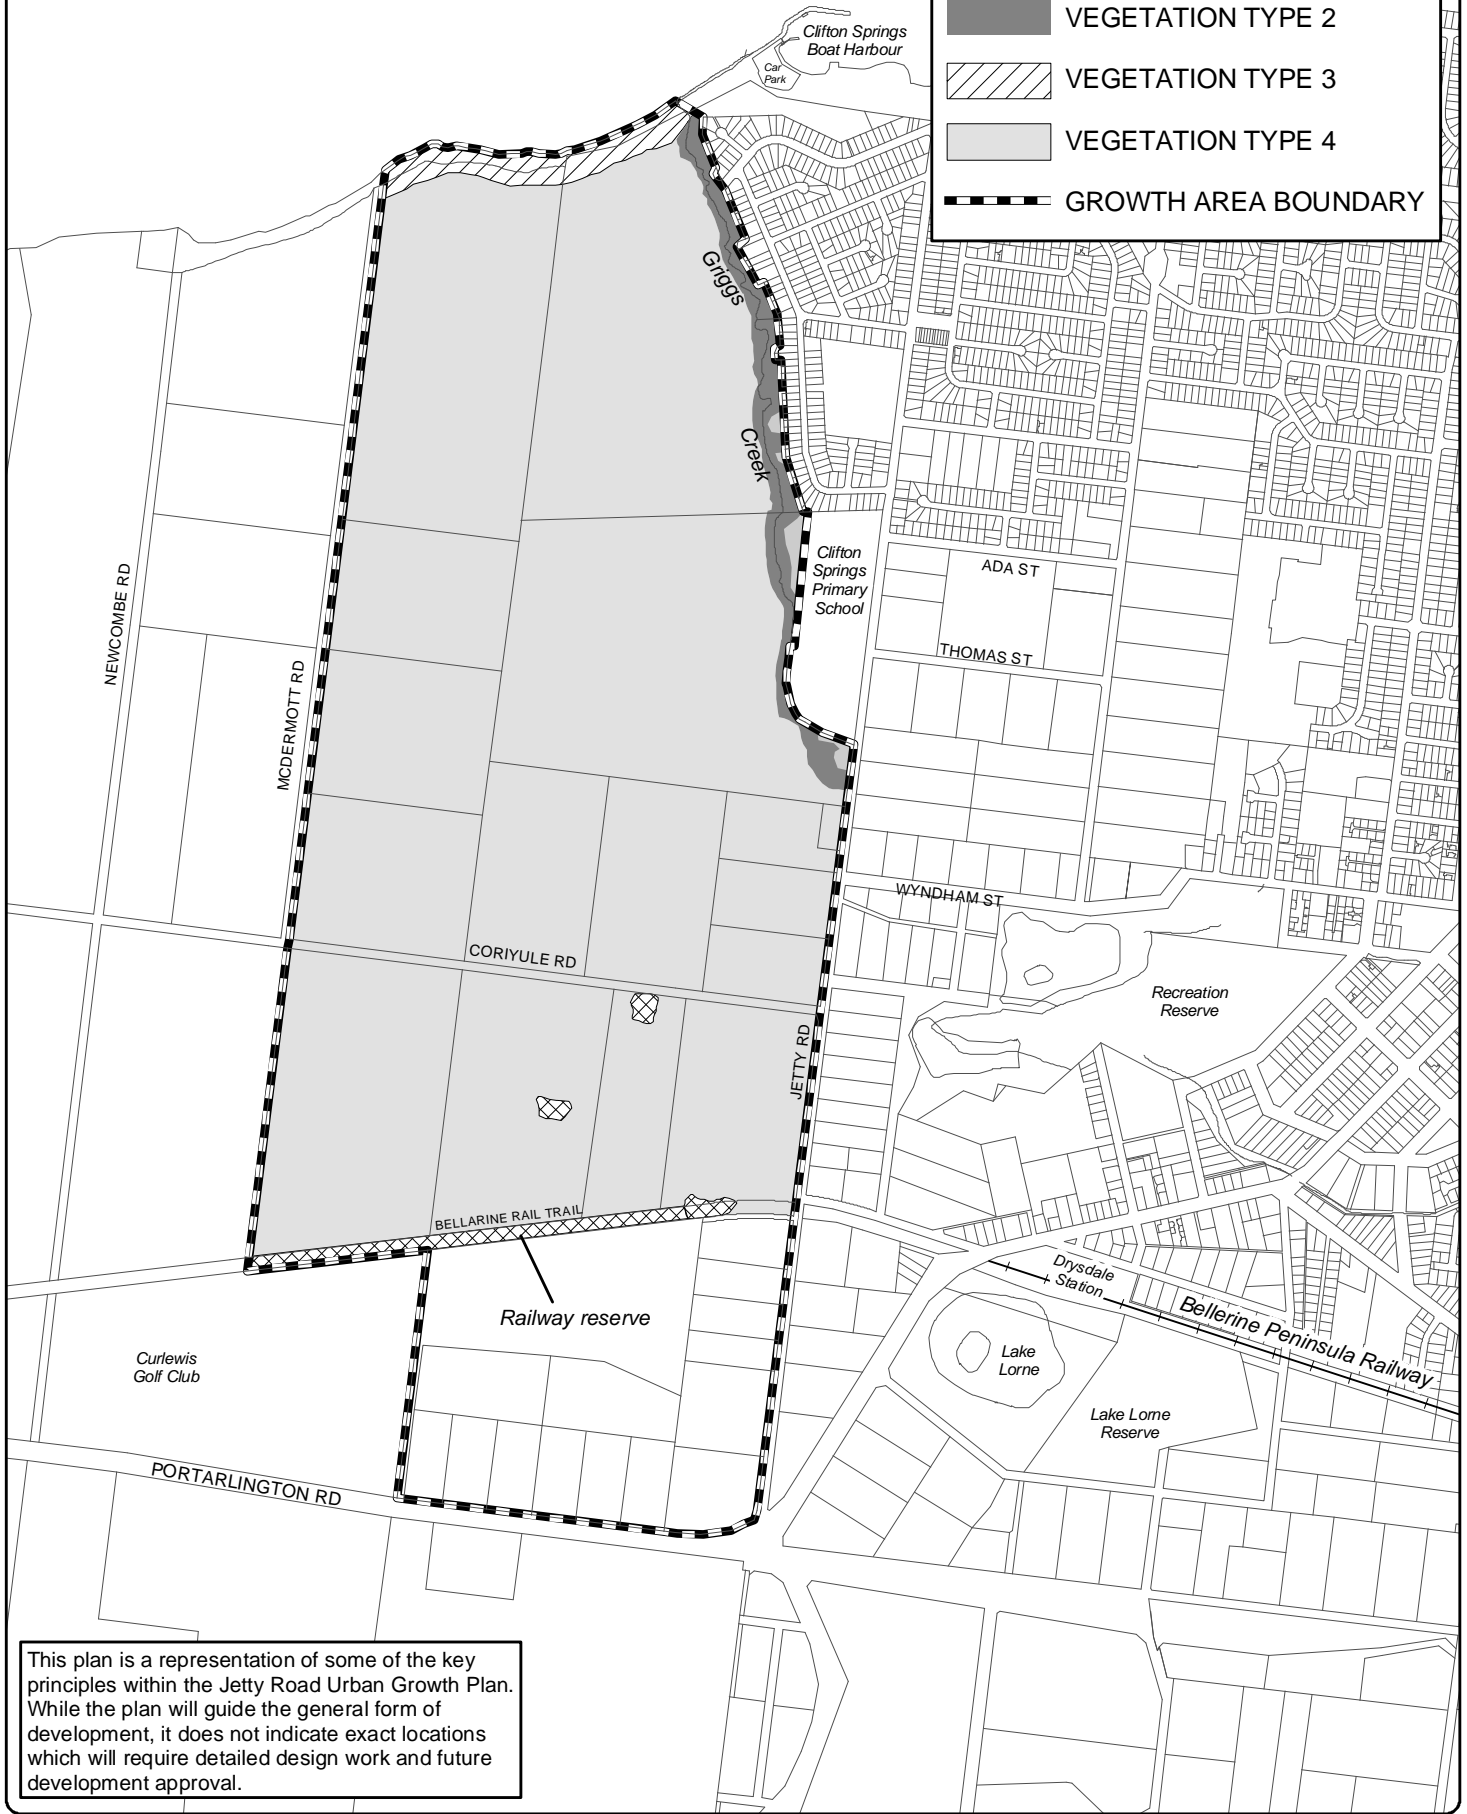 VEGETATION TYPE 2
VEGETATION TYPE 3
VEGETATION TYPE 4
GROWTH AREA BOUNDARY
Clifton Springs
Boat Harbour
Car
Park
Griggs
Creek
Clifton
Springs
Primary
School
ADA ST
THOMAS ST
NEWCOMBE RD
MCDERMOTT RD
WYNDHAM ST
CORIYULE RD
Recreation
Reserve
JETTY RD
BELLARINE RAIL TRAIL
Railway reserve
Drysdale
Station
Bellerine Peninsula Railway
Curlewis
Golf Club
Lake
Lorne
Lake Lorne
Reserve
PORTARLINGTON RD
This plan is a representation of some of the key
principles within the Jetty Road Urban Growth Plan.
While the plan will guide the general form of
development, it does not indicate exact locations
which will require detailed design work and future
development approval.